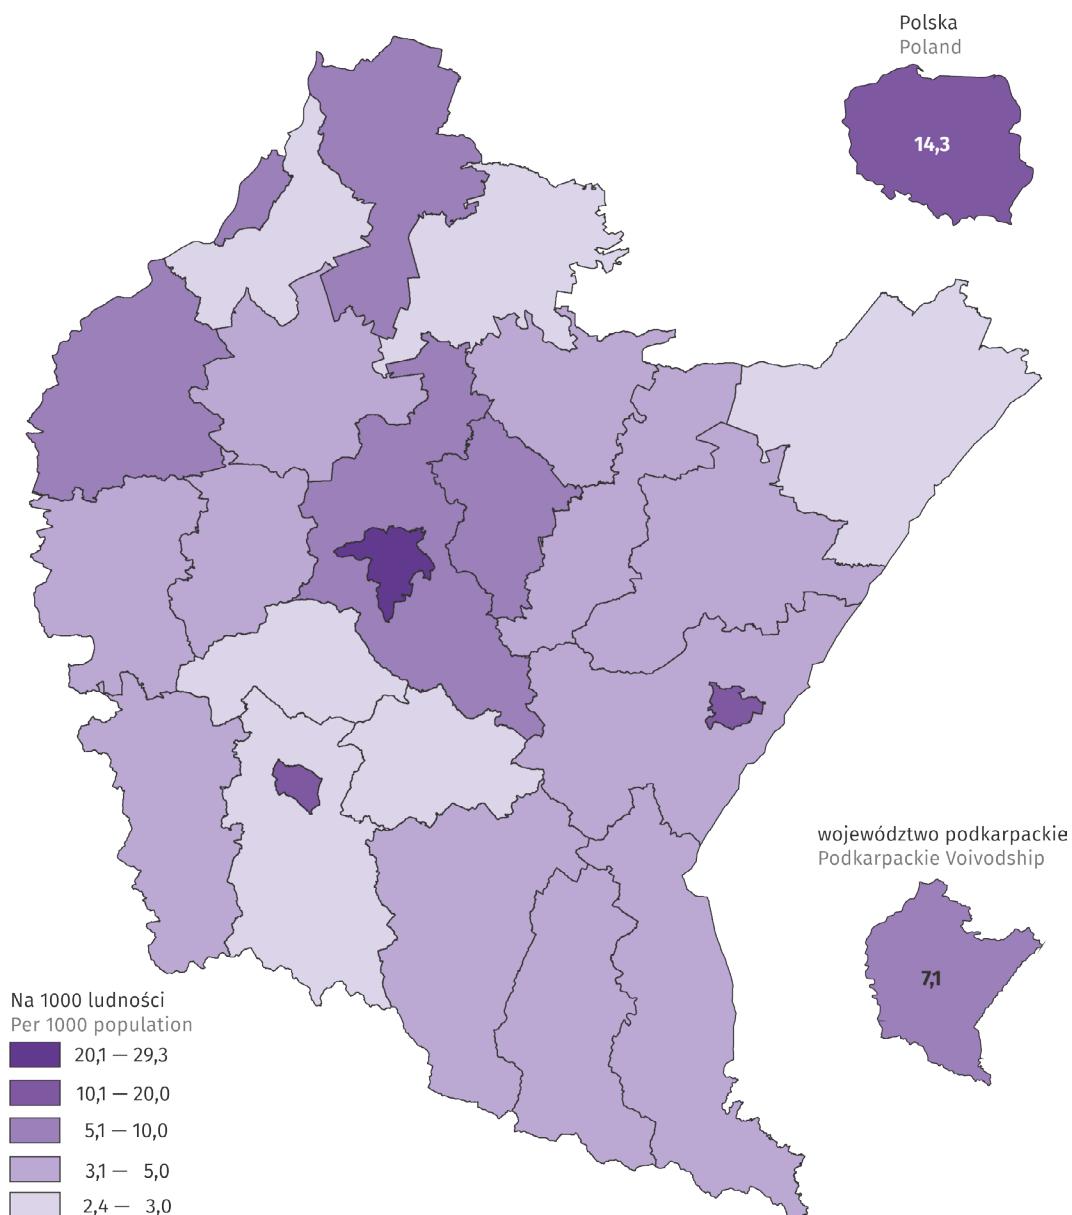 Polska
Poland
14,3
województwo podkarpackie
Podkarpackie Voivodship
7,1
Na 1000 ludności
Per 1000 population
20,1 — 29,3
10,1 — 20,0
5,1 — 10,0
3,1 — 5,0
2,4 — 3,0